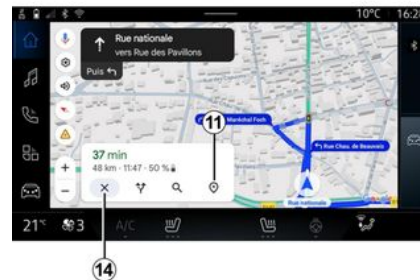 10°C
16:25
Rue nationale
vers Rue des Pavillons
Puis
Maréchal Foch
11
Rue Chau. de Beauvais
37 min
48 km · 11:47 · 50 %
+
−
Rue nationale
21°
3
A/C
14